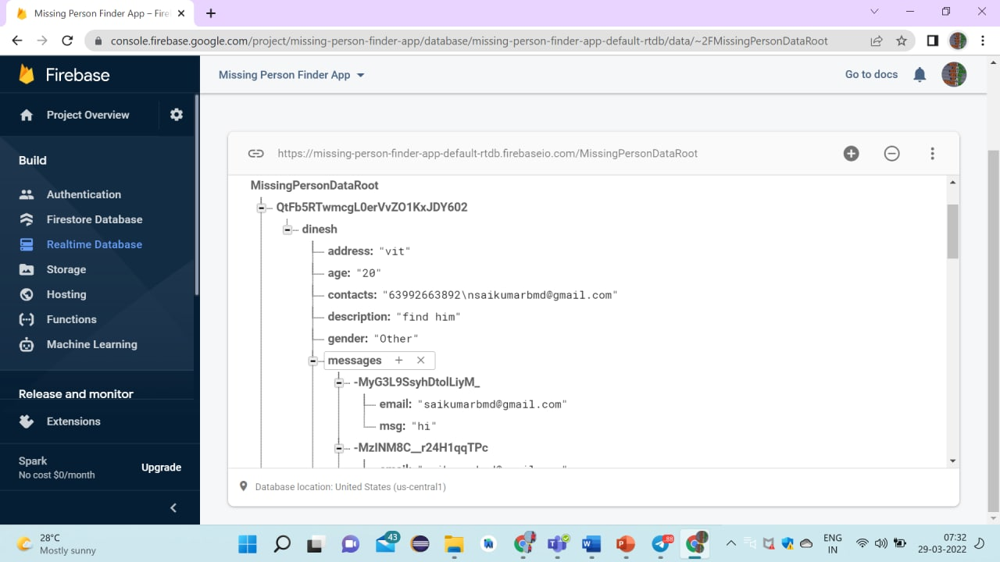 Missing Person Finder App – Fire
console.firebase.google.com/project/missing-person-finder-app/database/missing-person-finder-app-default-rtdb/data/~2FMissingPersonDataRoot
Firebase
Missing Person Finder App
Go to docs
Project Overview
Build
Authentication
Firestore Database
Realtime Database
Storage
Hosting
Functions
Machine Learning
Release and monitor
Extensions
Spark
No cost $0/month
Upgrade
https://missing-person-finder-app-default-rtdb.firebaseio.com/MissingPersonDataRoot
MissingPersonDataRoot
QtFb5RTwmcgL0erVvZO1KxJDY602
dinesh
address: "vit"
age: "20"
contacts: "63992663892\nsaikumarbmd@gmail.com"
description: "find him"
gender: "Other"
messages
-MyG3L9SsyhDtolLiyM_
email: "saikumarbmd@gmail.com"
msg: "hi"
-MzlNM8C__r24H1qqTPc
Database location: United States (us-central1)
28°C
Mostly sunny
43
88
ENG
IN
07:32
29-03-2022